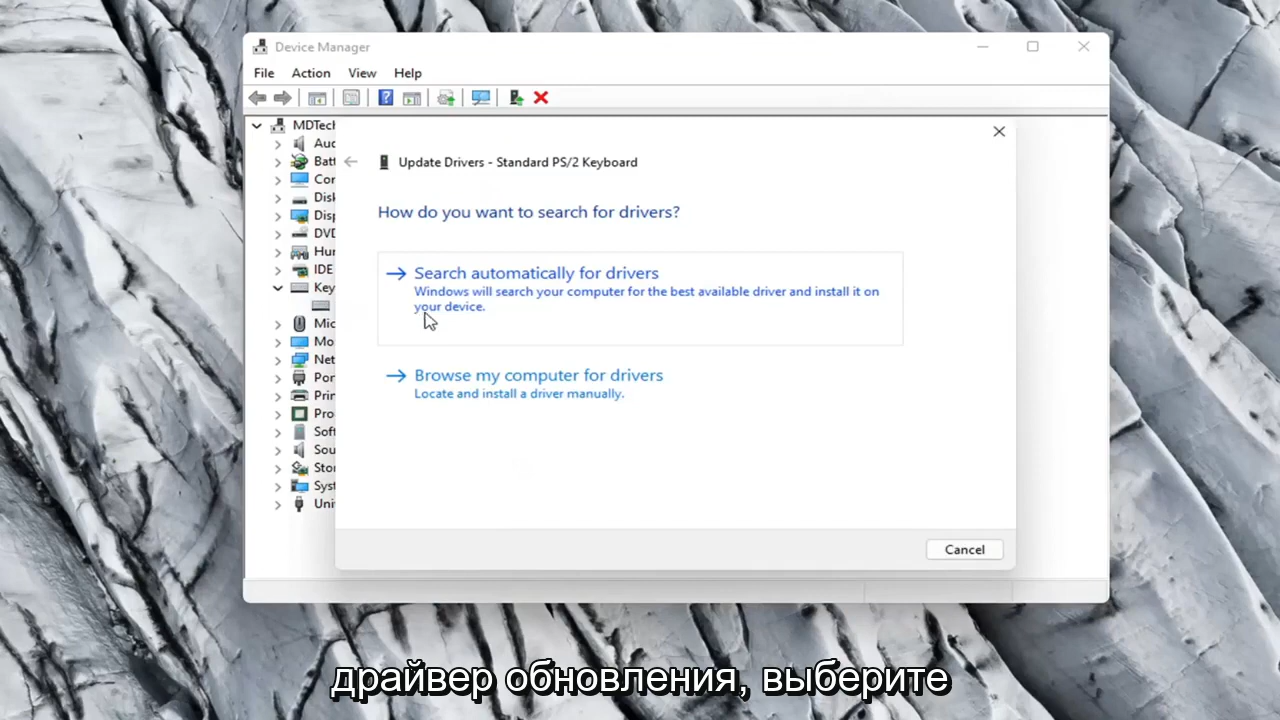 Device Manager
File Action View Help
MDTech
Update Drivers - Standard PS/2 Keyboard
How do you want to search for drivers?
Search automatically for drivers
Windows will search your computer for the best available driver and install it on
your device.
Browse my computer for drivers
Locate and install a driver manually.
Aud
Batt
Cor
Disk
Disp
DVD
Hur
IDE
Key
Mic
Mo
Net
Por
Prin
Pro
Soft
Sou
Stor
Syst
Univ
Cancel
драйвер обновления, выберите